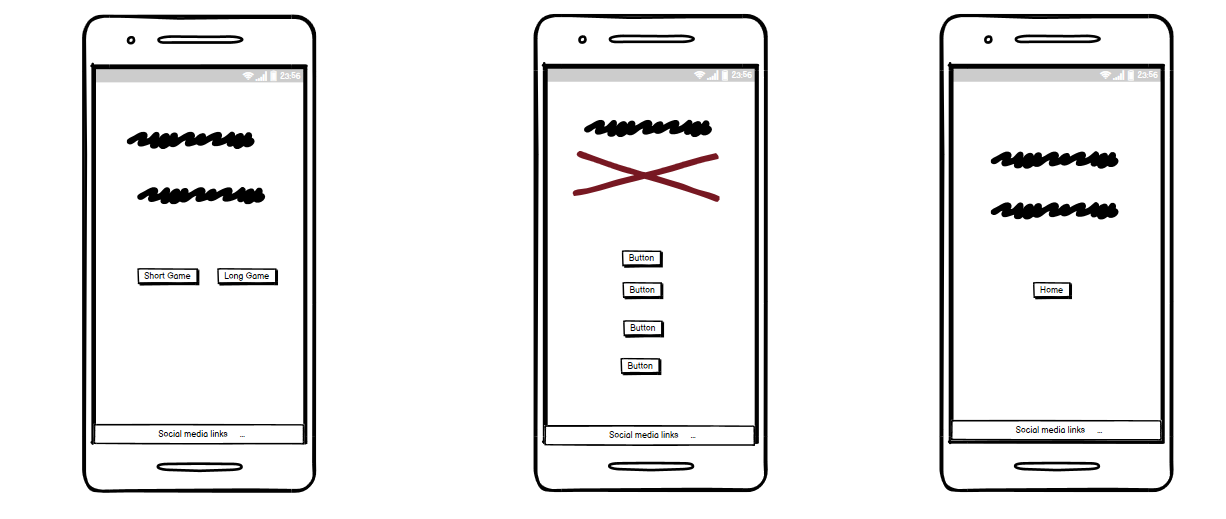 23:56
Short Game Long Game
Social media links ...
23:56
Button
Button
Button
Button
Social media links ...
23:56
Home
Social media links ...